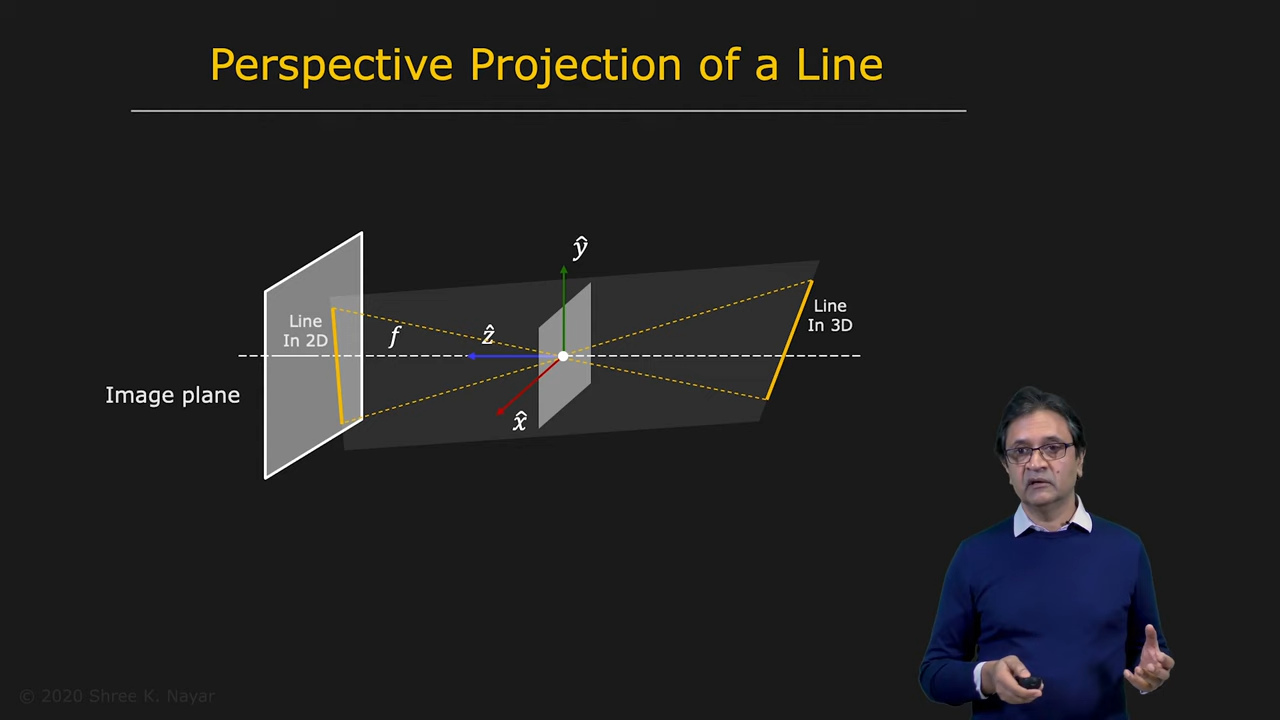 Perspective Projection of a Line
ŷ
Line
In 2D
f
ẑ
Line
In 3D
Image plane
x̂
© 2020 Shree K. Nayar